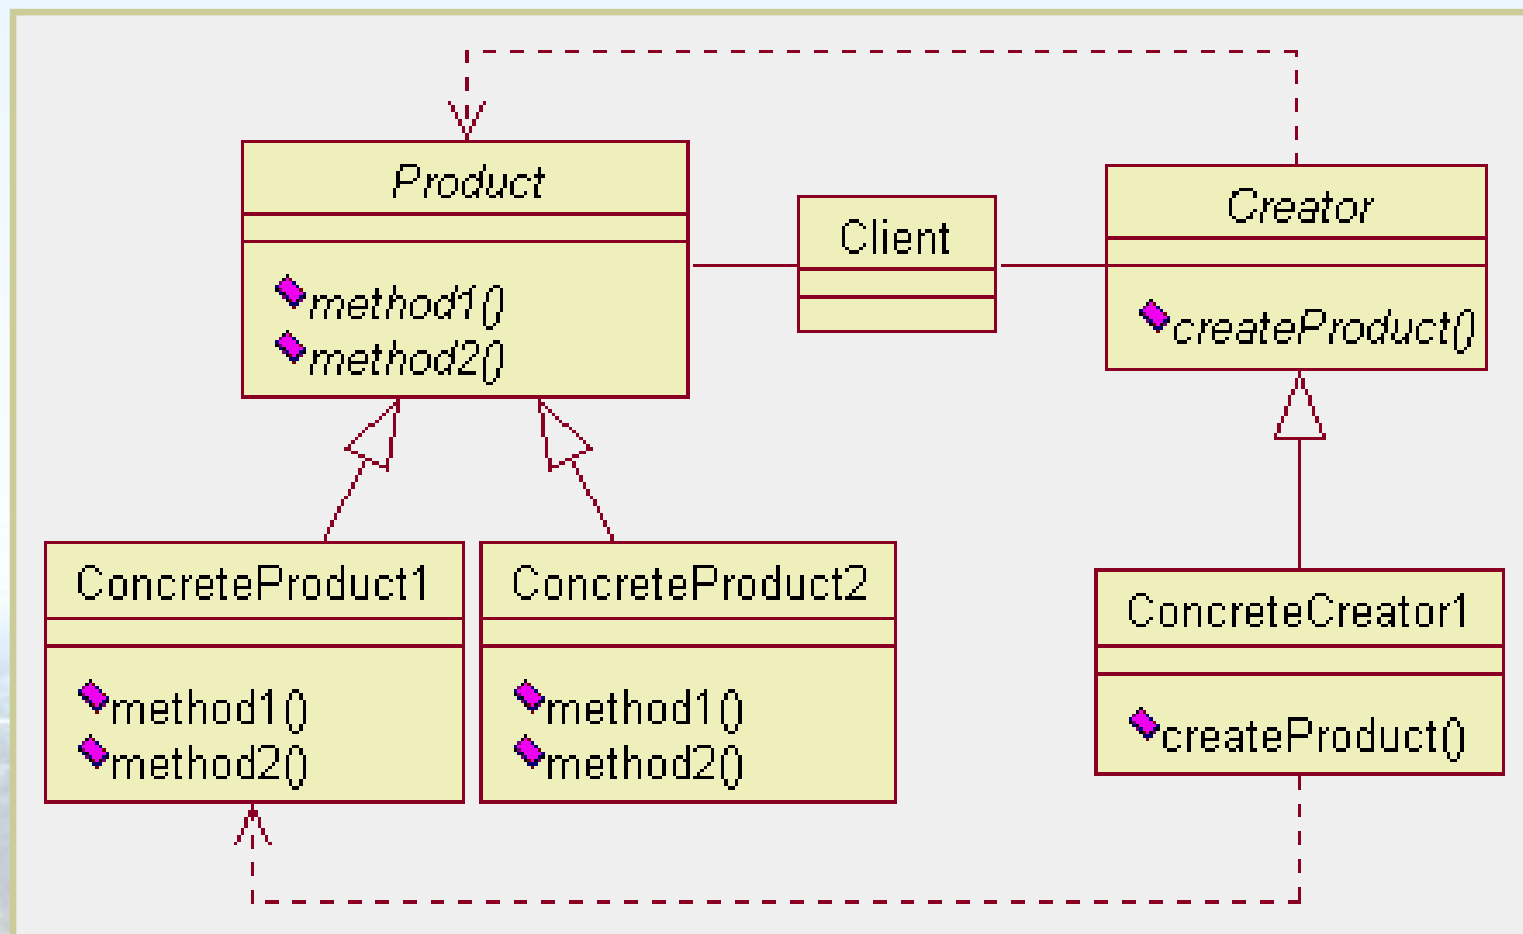 Product
method1()
method2()
Client
Creator
createProduct()
ConcreteProduct1
method1()
method2()
ConcreteProduct2
method1()
method2()
ConcreteCreator1
createProduct()